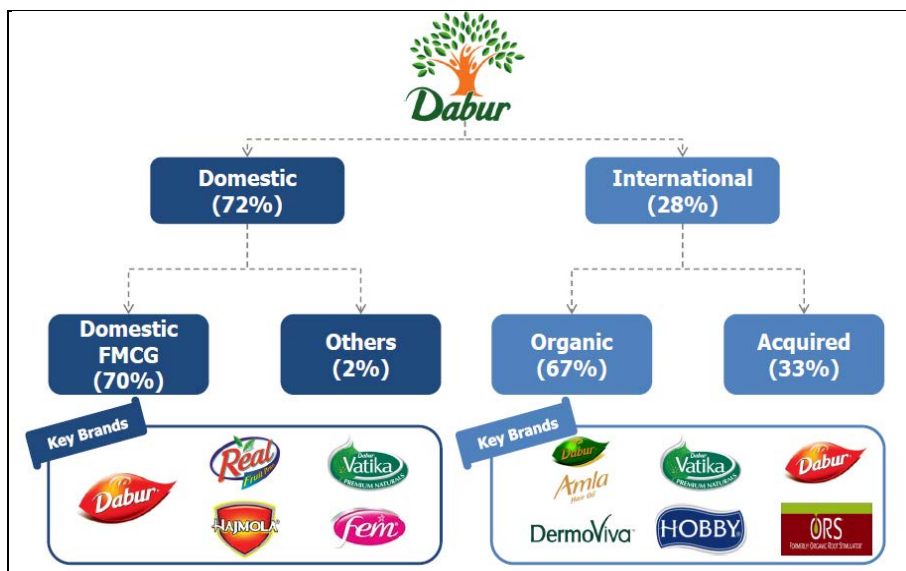 Dabur
Domestic
(72%)
International
(28%)
Domestic
FMCG
(70%)
Others
(2%)
Organic
(67%)
Acquired
(33%)
Key Brands
Dabur
Real
Fruit Power
Dabur
Vatika
PREMIUM NATURALS
HAJMOLA
fem
Key Brands
Dabur
Amla
Hair Oil
Dabur
Vatika
PREMIUM NATURALS
Dabur
DermoViva
HOBBY
ORS
FORMERLY ORGANIC ROOT STIMULATOR